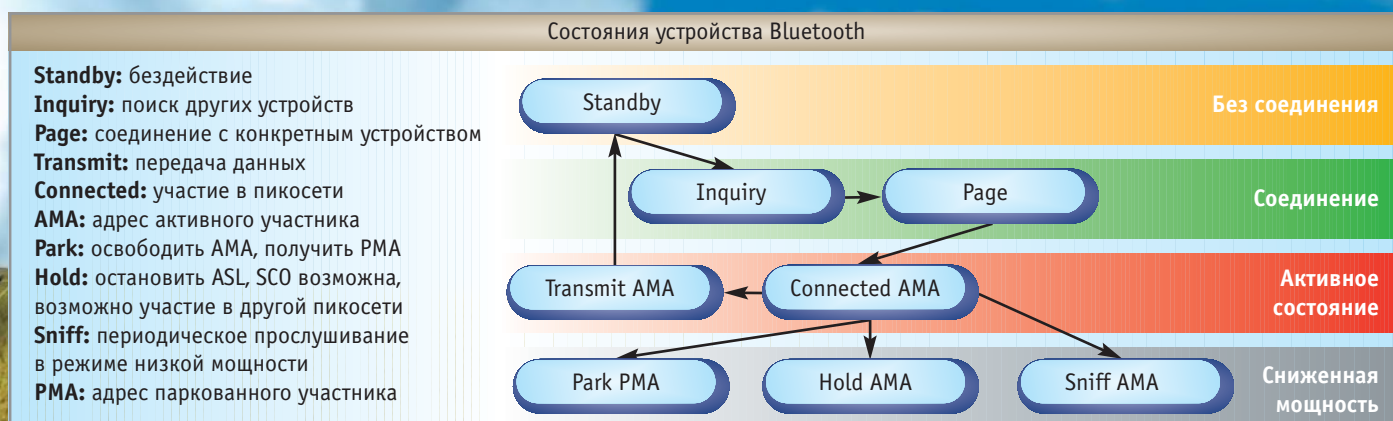 Состояния устройства Bluetooth
Standby: бездействие
Inquiry: поиск других устройств
Page: соединение с конкретным устройством
Transmit: передача данных
Connected: участие в пикосети
AMA: адрес активного участника
Park: освободить AMA, получить PMA
Hold: остановить ASL, SCO возможна,
возможно участие в другой пикосети
Sniff: периодическое прослушивание
в режиме низкой мощности
PMA: адрес паркованного участника
Standby
Без соединения
Inquiry
Page
Соединение
Transmit AMA
Connected AMA
Активное
состояние
Park PMA
Hold AMA
Sniff AMA
Сниженная
мощность